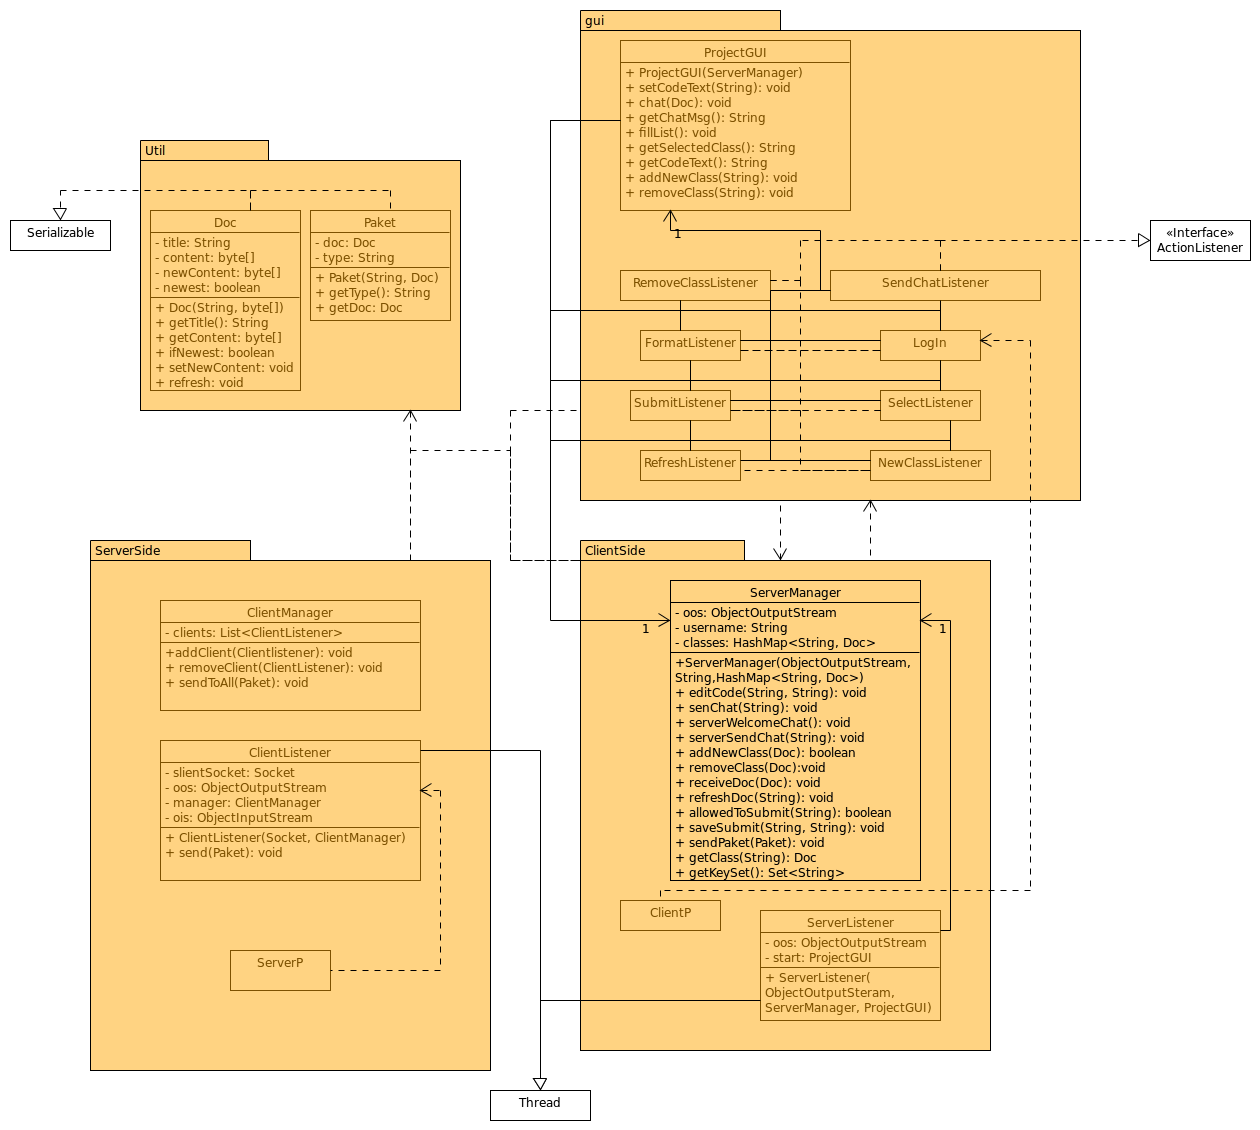 gui
ProjectGUI
+ ProjectGUI(ServerManager)
+ setCodeText(String): void
+ chat(Doc): void
+ getChatMsg(): String
+ fillList(): void
+ getSelectedClass(): String
+ getCodeText(): String
+ addNewClass(String): void
+ removeClass(String): void
1
Util
Serializable
Doc
- title: String
- content: byte[]
- newContent: byte[]
- newest: boolean
+ Doc(String, byte[])
+ getTitle(): String
+ getContent: byte[]
+ ifNewest: boolean
+ setNewContent: void
+ refresh: void
Paket
- doc: Doc
- type: String
+ Paket(String, Doc)
+ getType(): String
+ getDoc: Doc
«Interface»
ActionListener
RemoveClassListener
SendChatListener
FormatListener
LogIn
SubmitListener
SelectListener
RefreshListener
NewClassListener
ServerSide
ClientManager
- clients: List<ClientListener>
+addClient(Clientlistener): void
+ removeClient(ClientListener): void
+ sendToAll(Paket): void
ClientListener
- slientSocket: Socket
- oos: ObjectOutputStream
- manager: ClientManager
- ois: ObjectInputStream
+ ClientListener(Socket, ClientManager)
+ send(Paket): void
ServerP
ClientSide
ServerManager
- oos: ObjectOutputStream
- username: String
- classes: HashMap<String, Doc>
+ServerManager(ObjectOutputStream,
String,HashMap<String, Doc>)
+ editCode(String, String): void
+ senChat(String): void
+ serverWelcomeChat(): void
+ serverSendChat(String): void
+ addNewClass(Doc): boolean
+ removeClass(Doc):void
+ receiveDoc(Doc): void
+ refreshDoc(String): void
+ allowedToSubmit(String): boolean
+ saveSubmit(String, String): void
+ sendPaket(Paket): void
+ getClass(String): Doc
+ getKeySet(): Set<String>
1
1
ClientP
ServerListener
- oos: ObjectOutputStream
- start: ProjectGUI
+ ServerListener(
ObjectOutputSteram,
ServerManager, ProjectGUI)
Thread